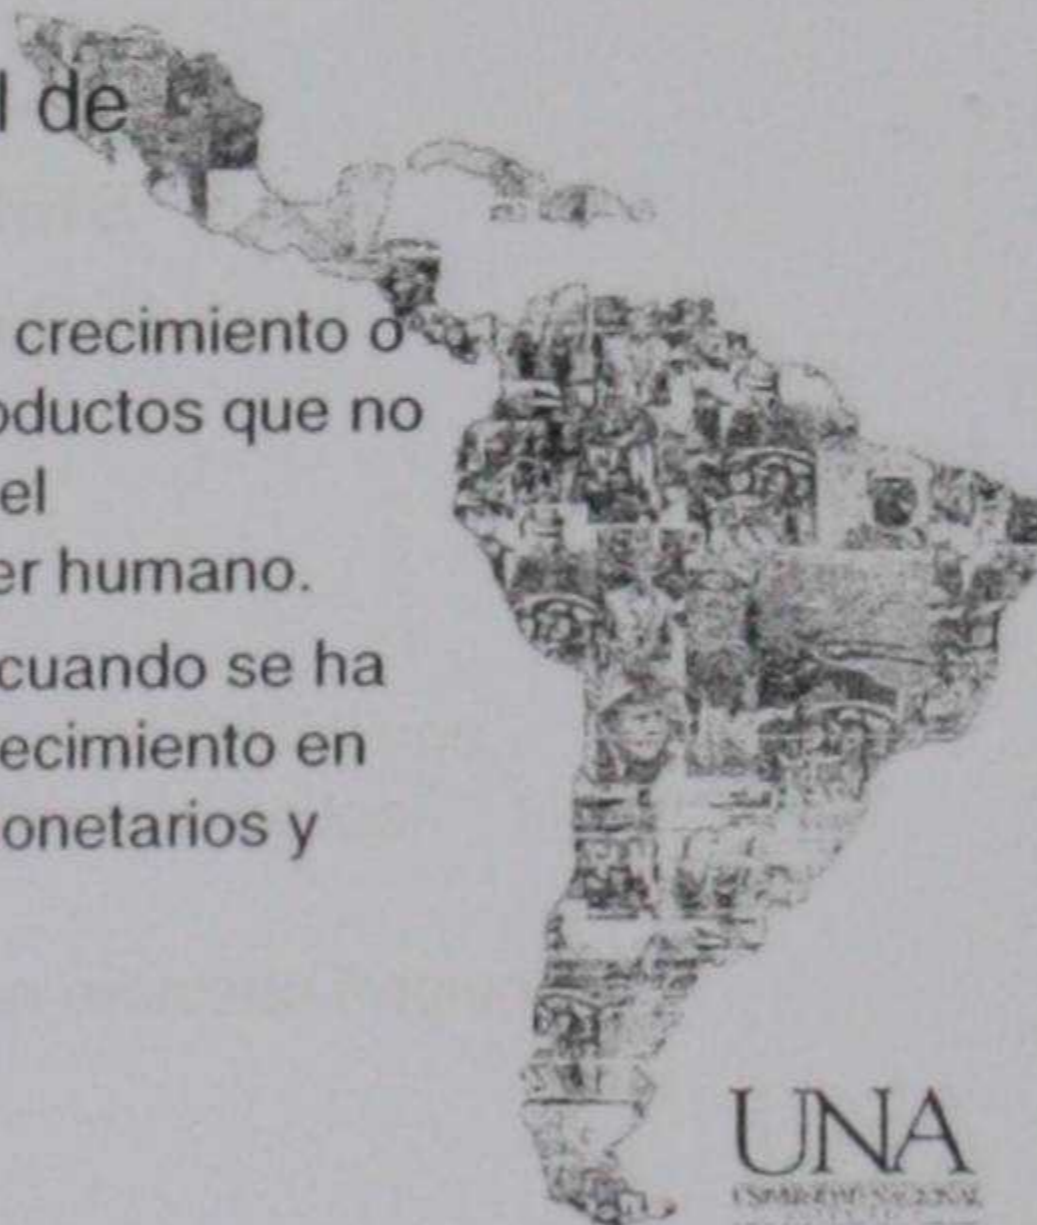 l de
crecimiento o
oductos que no
el
er humano.
cuando se ha
ecimiento en
onetarios y
UNA